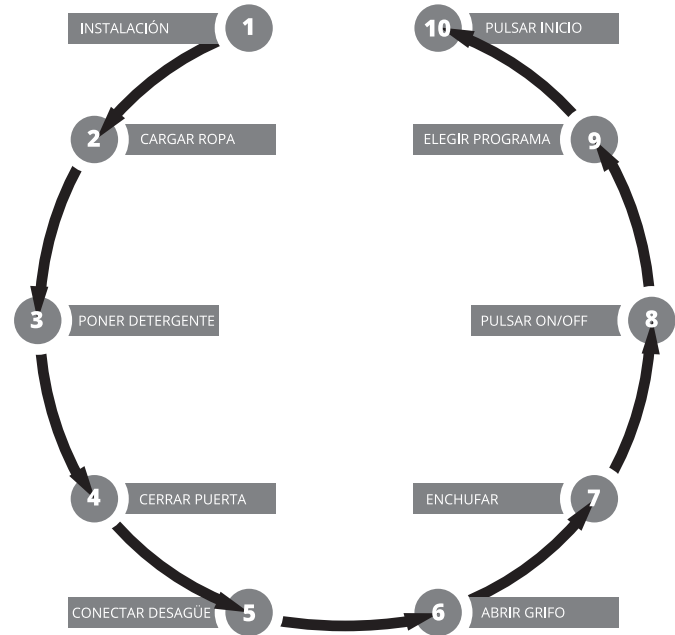 1 INSTALACIÓN
2 CARGAR ROPA
3 PONER DETERGENTE
4 CERRAR PUERTA
5 CONECTAR DESAGÜE
6 ABRIR GRIFO
7 ENCHUFAR
8 PULSAR ON/OFF
9 ELEGIR PROGRAMA
10 PULSAR INICIO